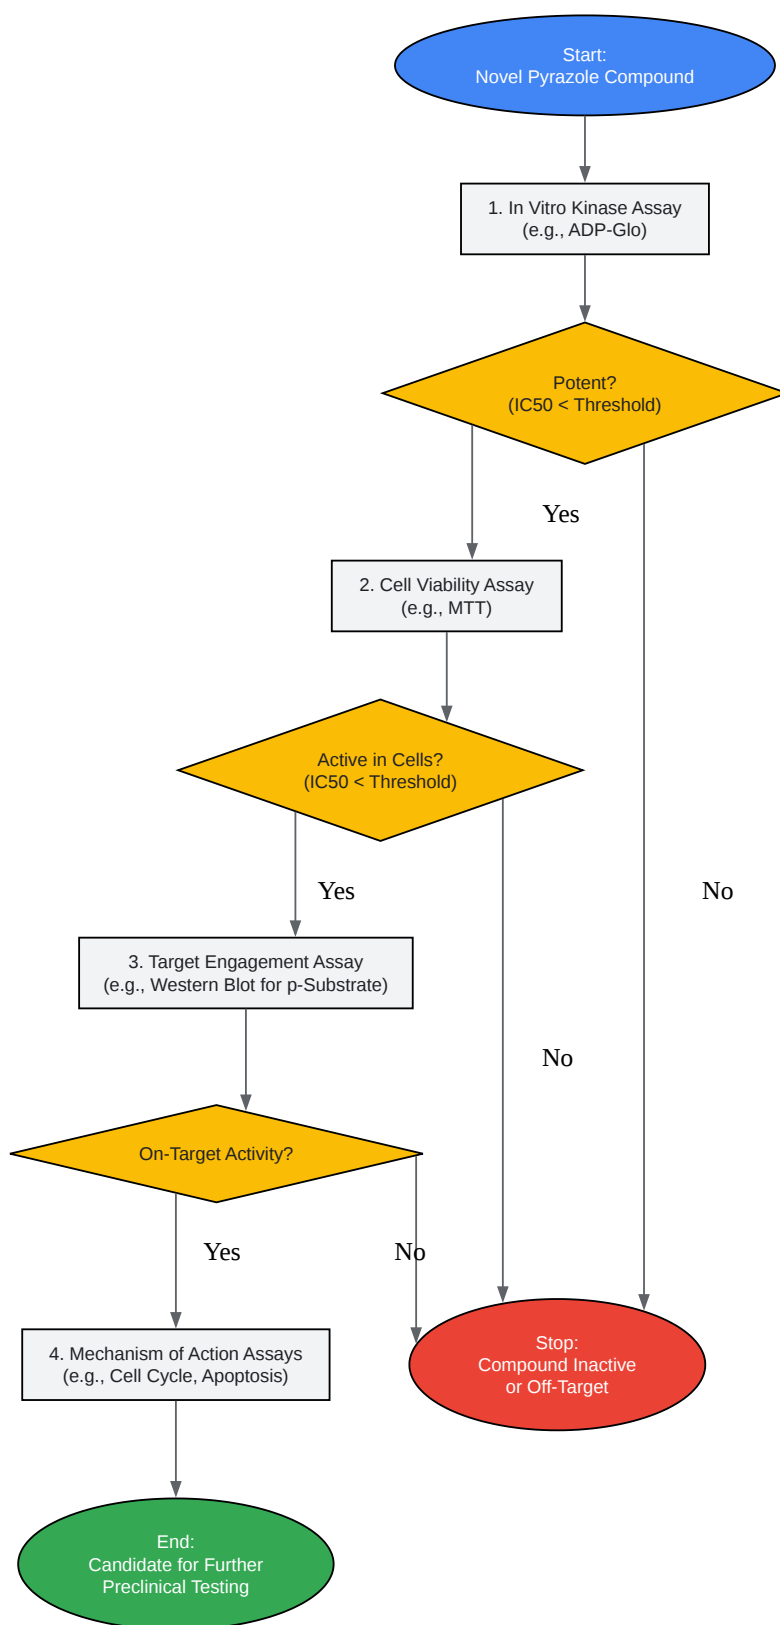 Start:
Novel Pyrazole Compound
1. In Vitro Kinase Assay
(e.g., ADP-Glo)
Potent?
(IC50 < Threshold)
Yes
2. Cell Viability Assay
(e.g., MTT)
Active in Cells?
(IC50 < Threshold)
Yes
No
3. Target Engagement Assay
(e.g., Western Blot for p-Substrate)
No
On-Target Activity?
Yes
No
4. Mechanism of Action Assays
(e.g., Cell Cycle, Apoptosis)
Stop:
Compound Inactive
or Off-Target
End:
Candidate for Further
Preclinical Testing